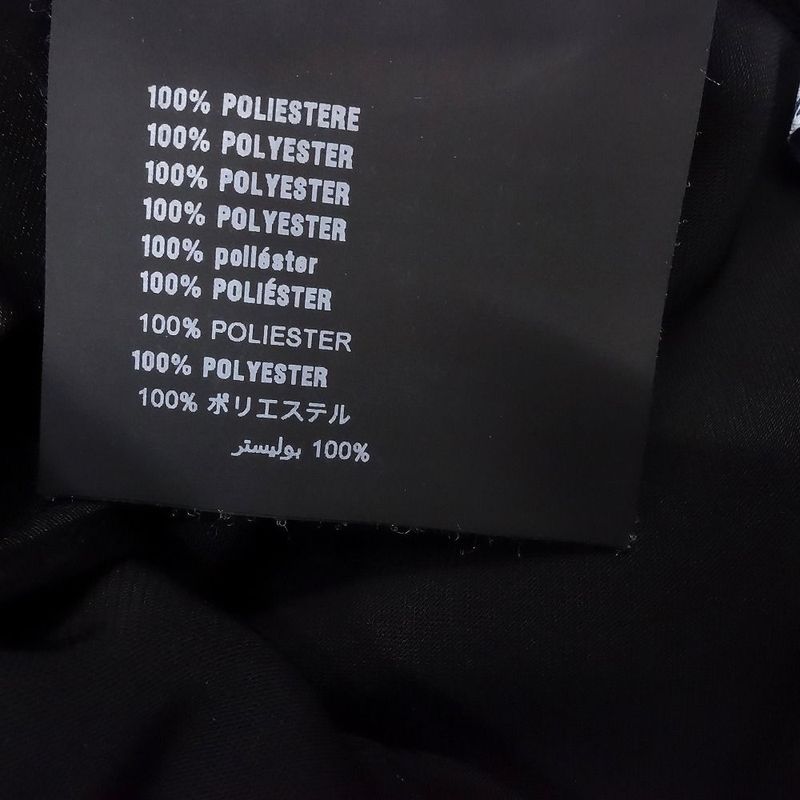 100% POLIESTERE
100% POLYESTER
100% POLYESTER
100% POLYESTER
100% poliéster
100% POLIÉSTER
100% POLIESTER
100% POLYESTER
100% ポリエステル
100% بوليستر